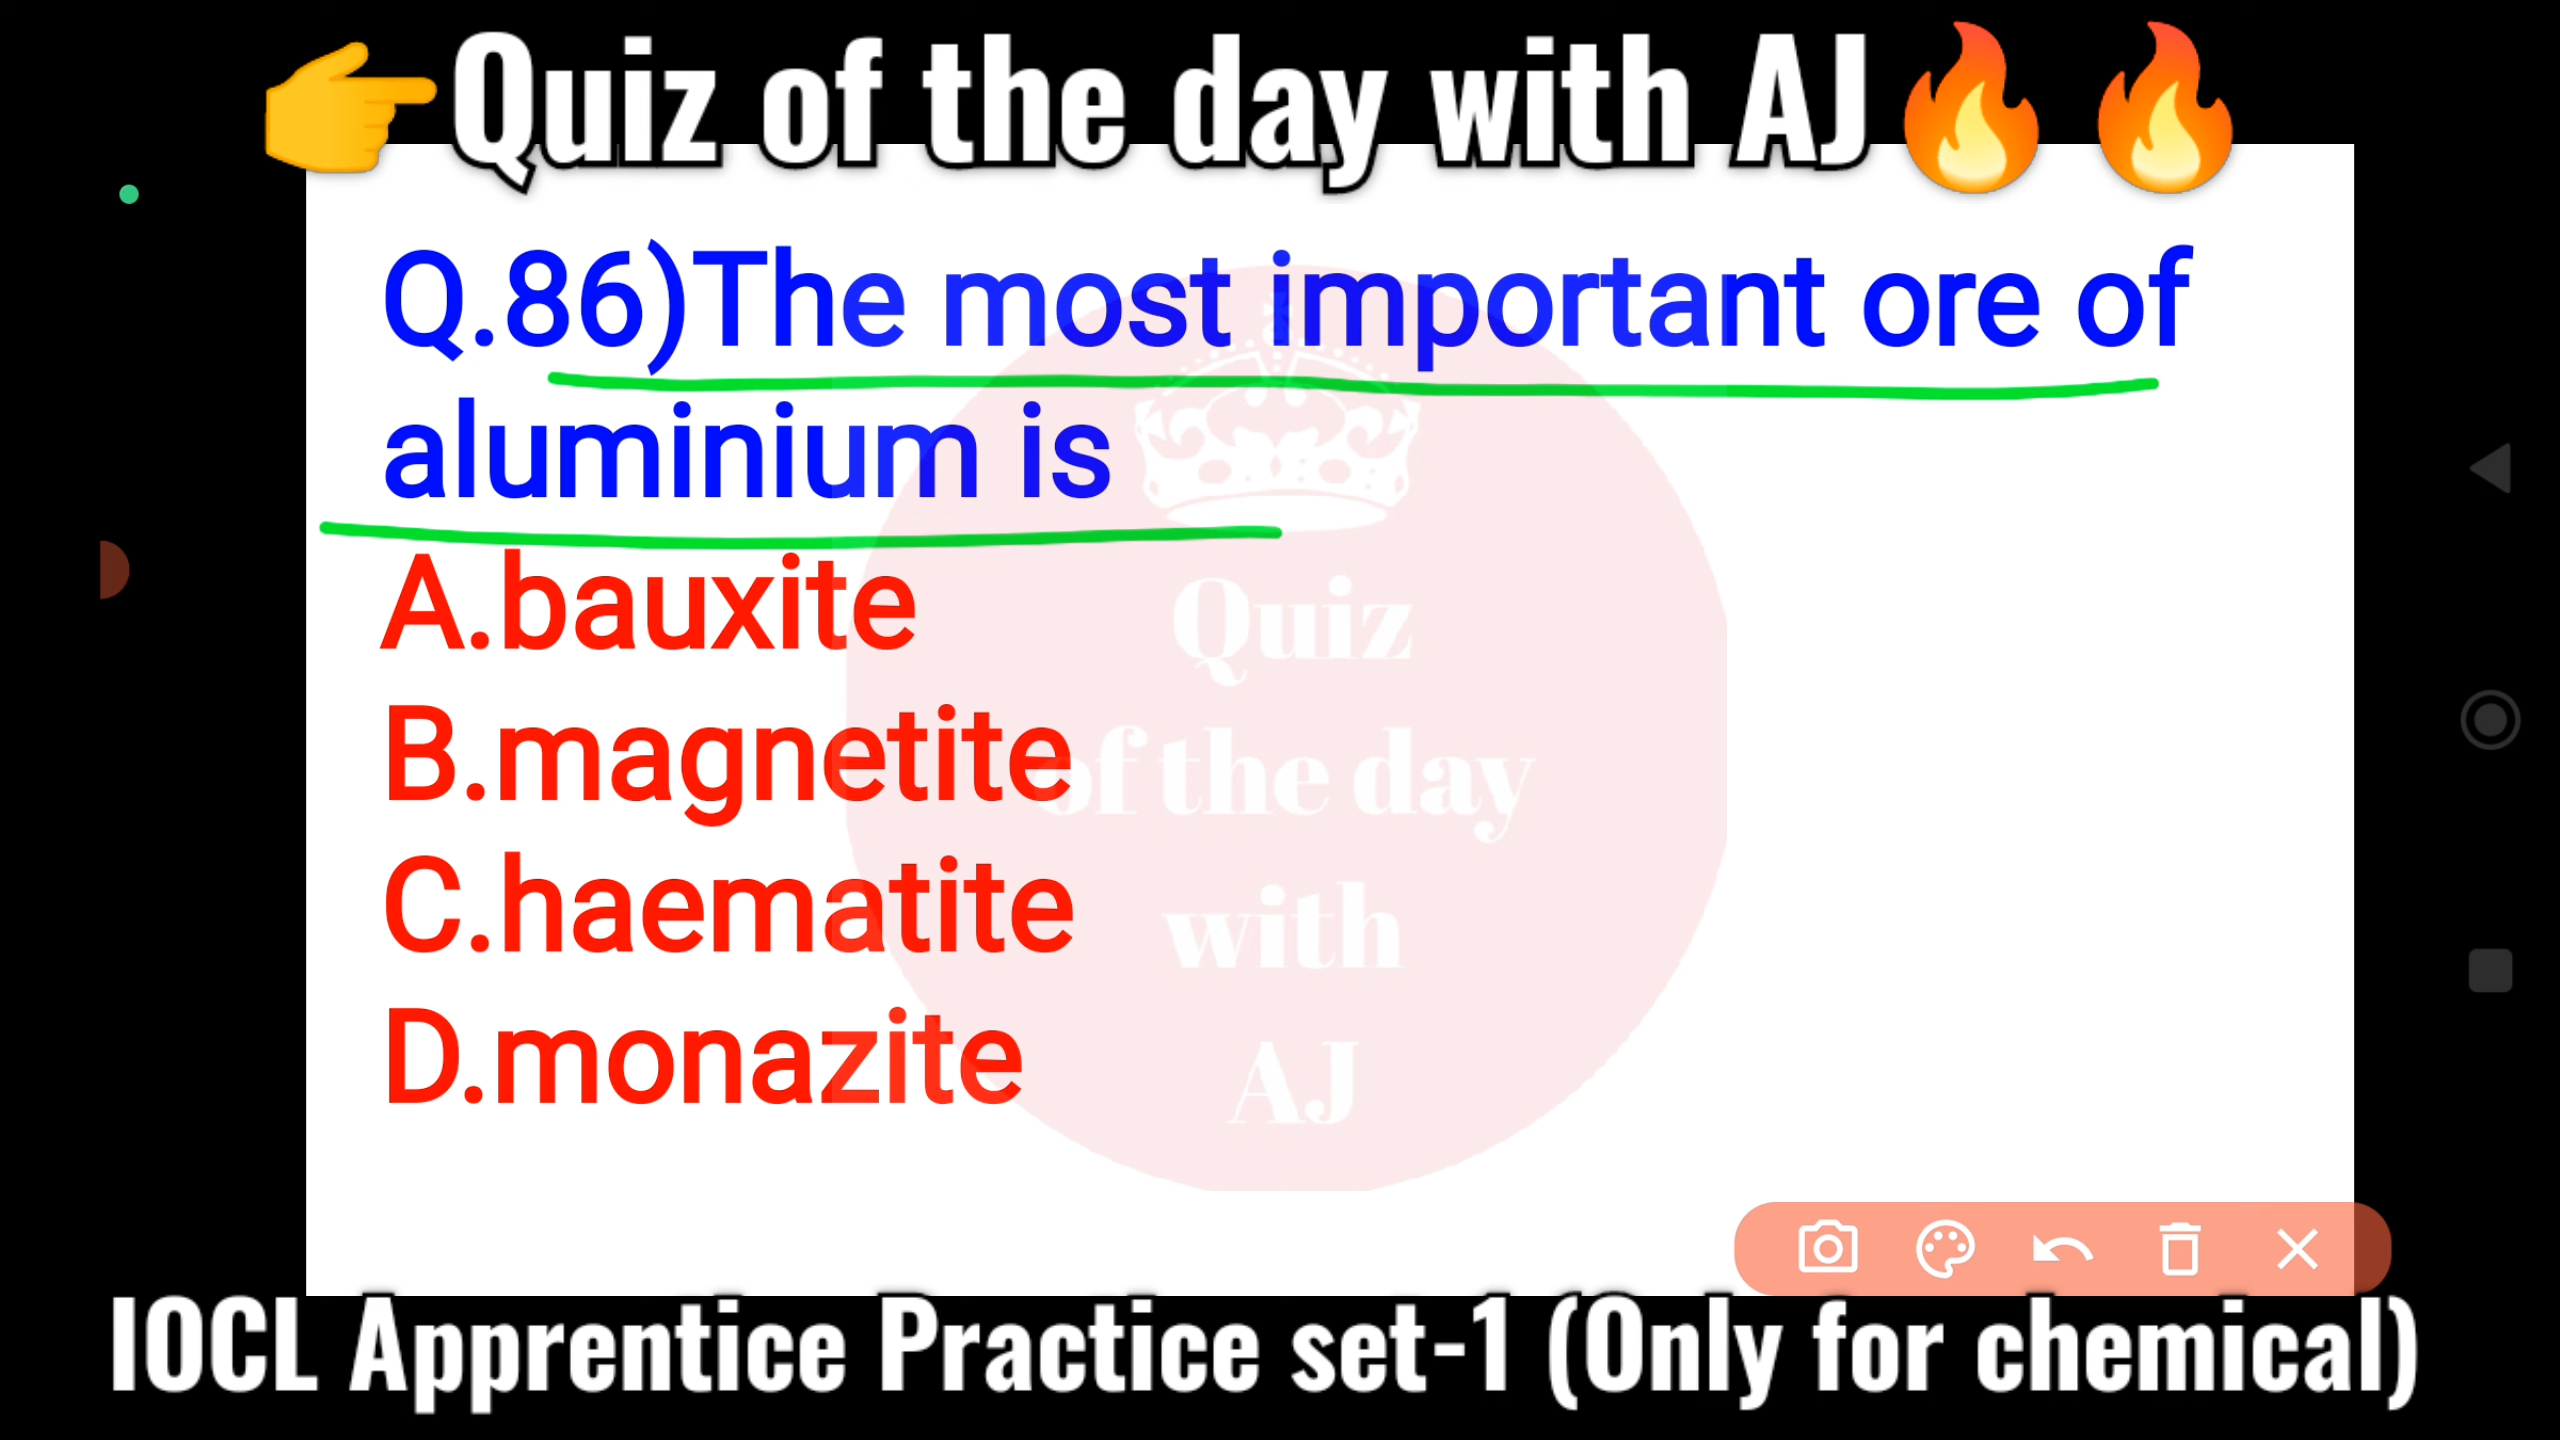 👉Quiz of the day with AJ🔥🔥
Q.86)The most important ore of
aluminium is
A.bauxite
B.magnetite
C.haematite
D.monazite
Quiz
of the day
with
AJ
IOCL Apprentice Practice set-1 (Only for chemical)